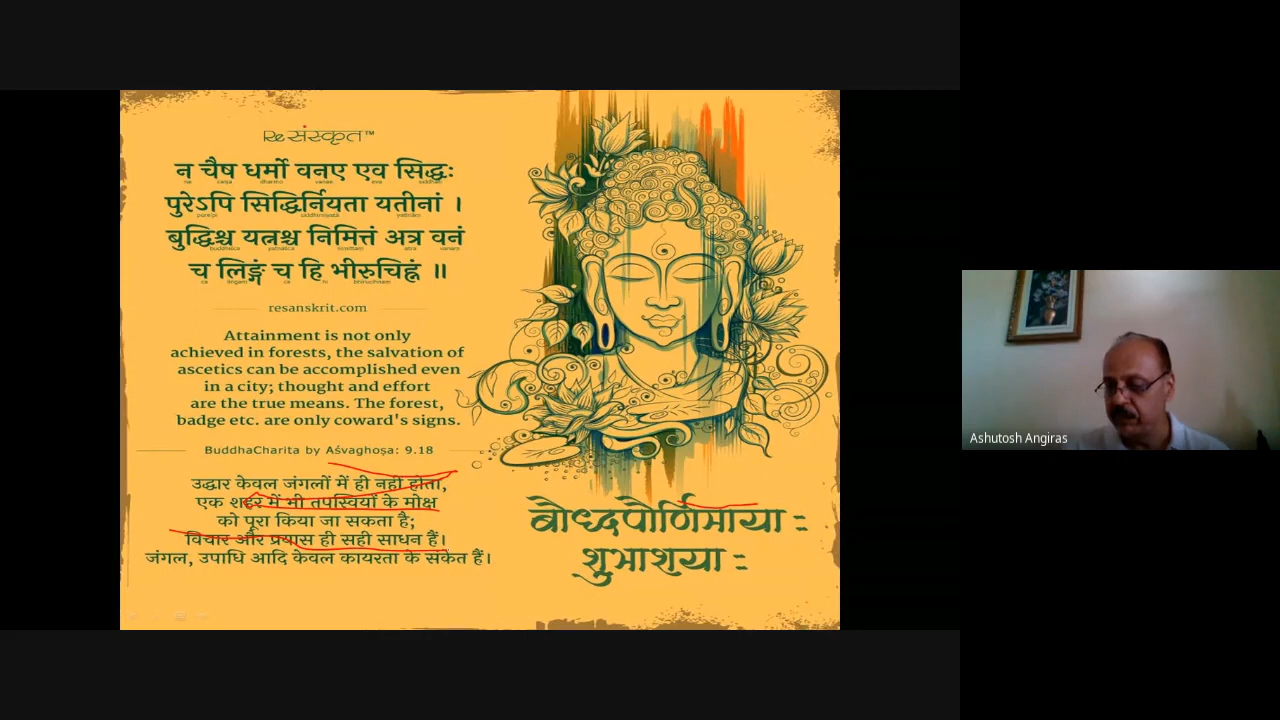 Reसंस्कृत™
न चैष धर्मो वनए एव सिद्धः
पुरेऽपि सिद्धिर्नियता यतीनां ।
बुद्धिश्च यत्नश्च निमित्तं अत्र वनं
च लिङ्गं च हि भीरुचिह्नं ॥
resanskrit.com
Attainment is not only
achieved in forests, the salvation of
ascetics can be accomplished even
in a city; thought and effort
are the true means. The forest,
badge etc. are only coward's signs.
BuddhaCharita by Aśvaghoṣa: 9.18
उद्धार केवल जंगलों में ही नहीं होता,
एक शहर में भी तपस्वियों के मोक्ष
को पूरा किया जा सकता है;
विचार और प्रयास ही सही साधन हैं।
जंगल, उपाधि आदि केवल कायरता के संकेत हैं।
बौध्दपौर्णिमाया :
शुभाशया :
Ashutosh Angiras